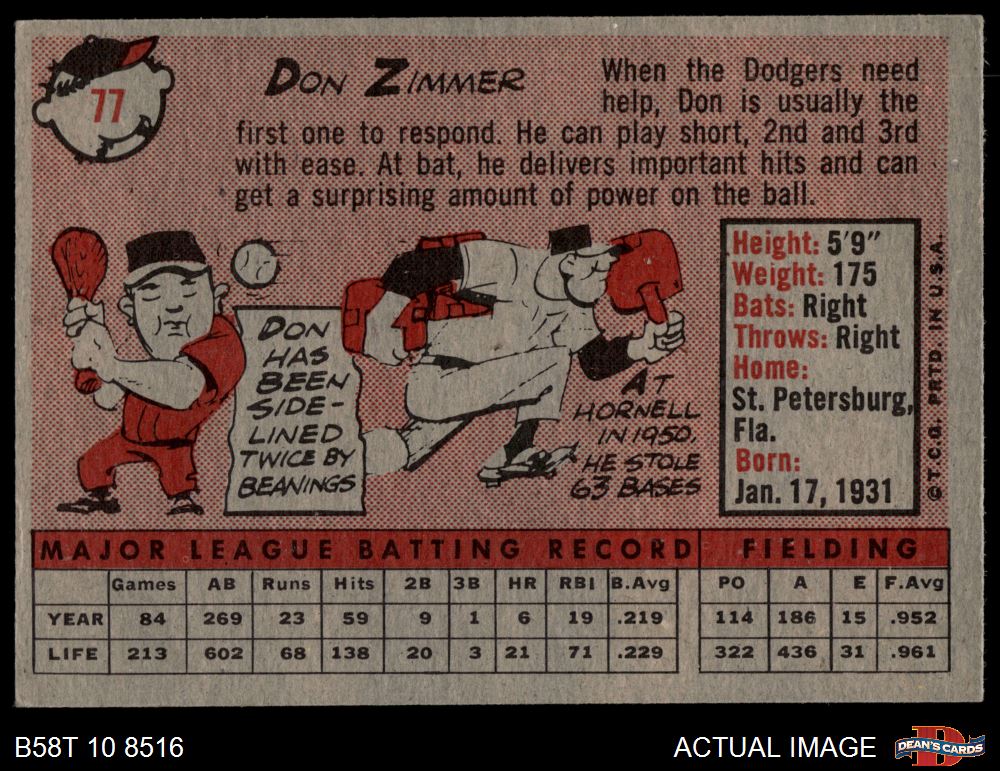 77
DON ZIMMER
When the Dodgers need
help, Don is usually the
first one to respond. He can play short, 2nd and 3rd
with ease. At bat, he delivers important hits and can
get a surprising amount of power on the ball.
DON
HAS
BEEN
SIDE-
LINED
TWICE BY
BEANINGS
AT
HORNELL
IN 1950,
HE STOLE
63 BASES
Height: 5'9"
Weight: 175
Bats: Right
Throws: Right
Home:
St. Petersburg,
Fla.
Born:
Jan. 17, 1931
©T.C.G. PRTD. IN U.S.A.
MAJOR LEAGUE BATTING RECORD FIELDING
Games AB Runs Hits 2B 3B HR RBI B.Avg PO A E F.Avg
YEAR 84 269 23 59 9 1 6 19 .219 114 186 15 .952
LIFE 213 602 68 138 20 3 21 71 .229 322 436 31 .961
B58T 10 8516
ACTUAL IMAGE
DEAN'S CARDS